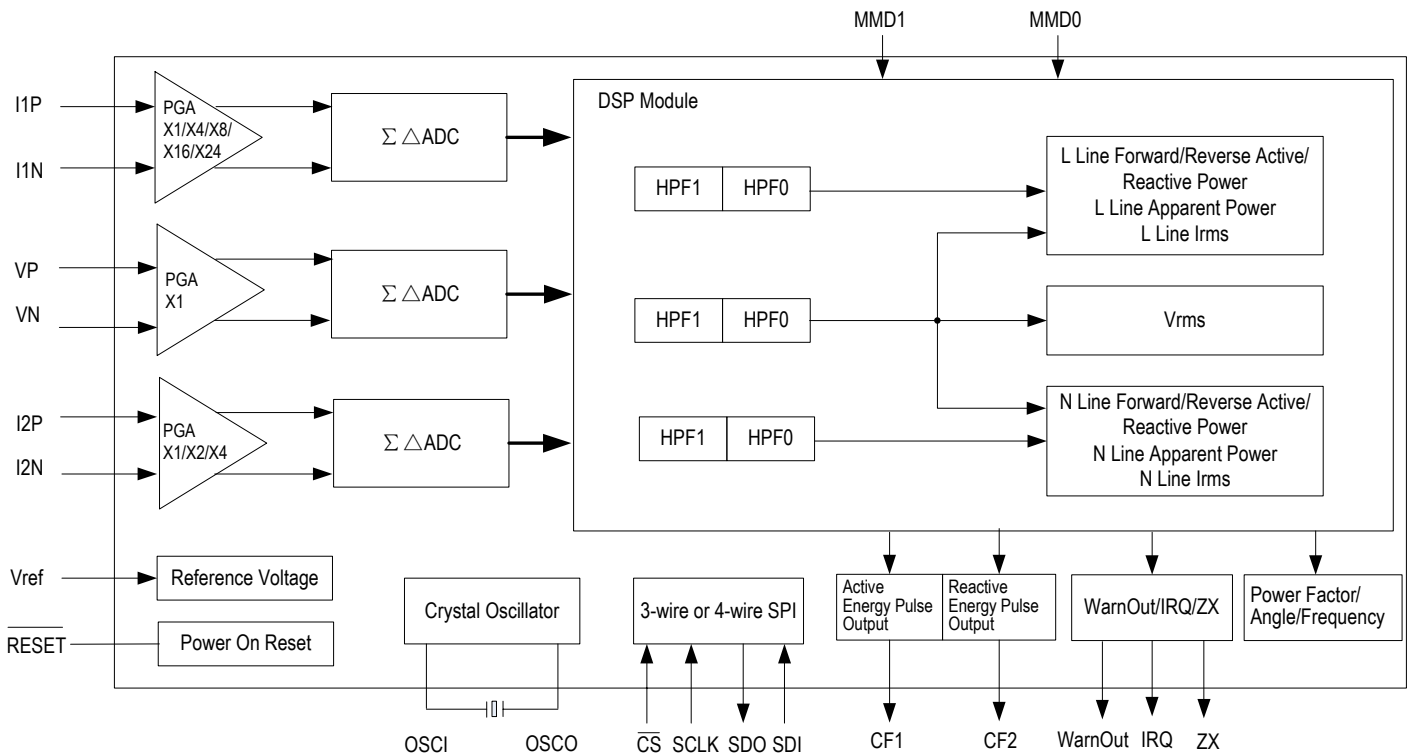 MMD1
MMD0
I1P
I1N
PGA
X1/X4/X8/
X16/X24
Σ △ADC
DSP Module
HPF1
HPF0
L Line Forward/Reverse Active/
Reactive Power
L Line Apparent Power
L Line Irms
VP
VN
PGA
X1
Σ △ADC
HPF1
HPF0
Vrms
I2P
I2N
PGA
X1/X2/X4
Σ △ADC
HPF1
HPF0
N Line Forward/Reverse Active/
Reactive Power
N Line Apparent Power
N Line Irms
Vref
Reference Voltage
RESET
Power On Reset
Crystal Oscillator
3-wire or 4-wire SPI
Active
Energy Pulse
Output
Reactive
Energy Pulse
Output
WarnOut/IRQ/ZX
Power Factor/
Angle/Frequency
OSCI
OSCO
CS
SCLK
SDO
SDI
CF1
CF2
WarnOut
IRQ
ZX